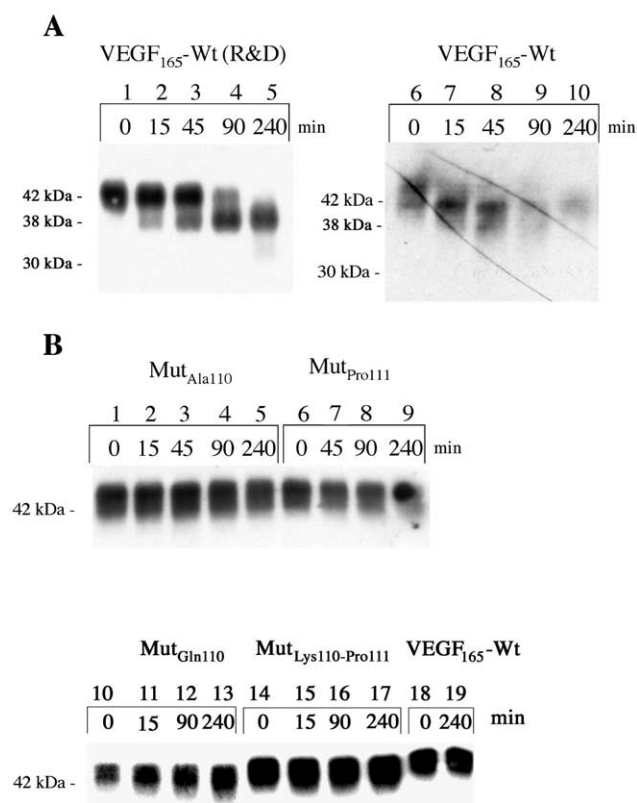 A
VEGF165-Wt (R&D)
1 2 3 4 5
0 15 45 90 240 min
42 kDa -
38 kDa -
30 kDa -
VEGF165-Wt
6 7 8 9 10
0 15 45 90 240 min
42 kDa -
38 kDa -
30 kDa -
B
MutAla110 MutPro111
1 2 3 4 5 6 7 8 9
0 15 45 90 240 0 45 90 240 min
42 kDa -
MutGln110 MutLys110-Pro111 VEGF165-Wt
10 11 12 13 14 15 16 17 18 19
0 15 90 240 0 15 90 240 0 240 min
42 kDa -